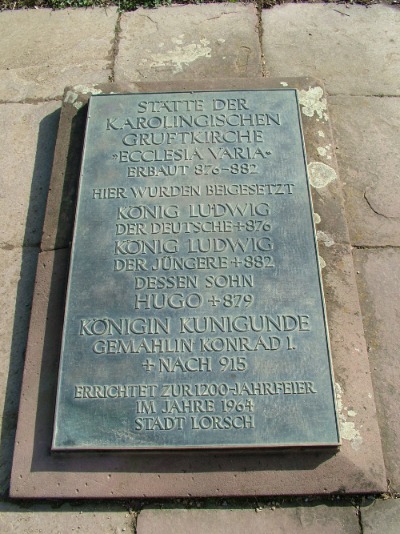 STÄTTE DER
KAROLINGISCHEN
GRUFTKIRCHE
»ECCLESIA VARIA«
ERBAUT 876-882
HIER WURDEN BEIGESETZT
KÖNIG LUDWIG
DER DEUTSCHE + 876
KÖNIG LUDWIG
DER JÜNGERE + 882
DESSEN SOHN
HUGO + 879
KÖNIGIN KUNIGUNDE
GEMAHLIN KONRAD I.
+ NACH 915
ERRICHTET ZUR 1200-JAHRFEIER
IM JAHRE 1964
STADT LORSCH